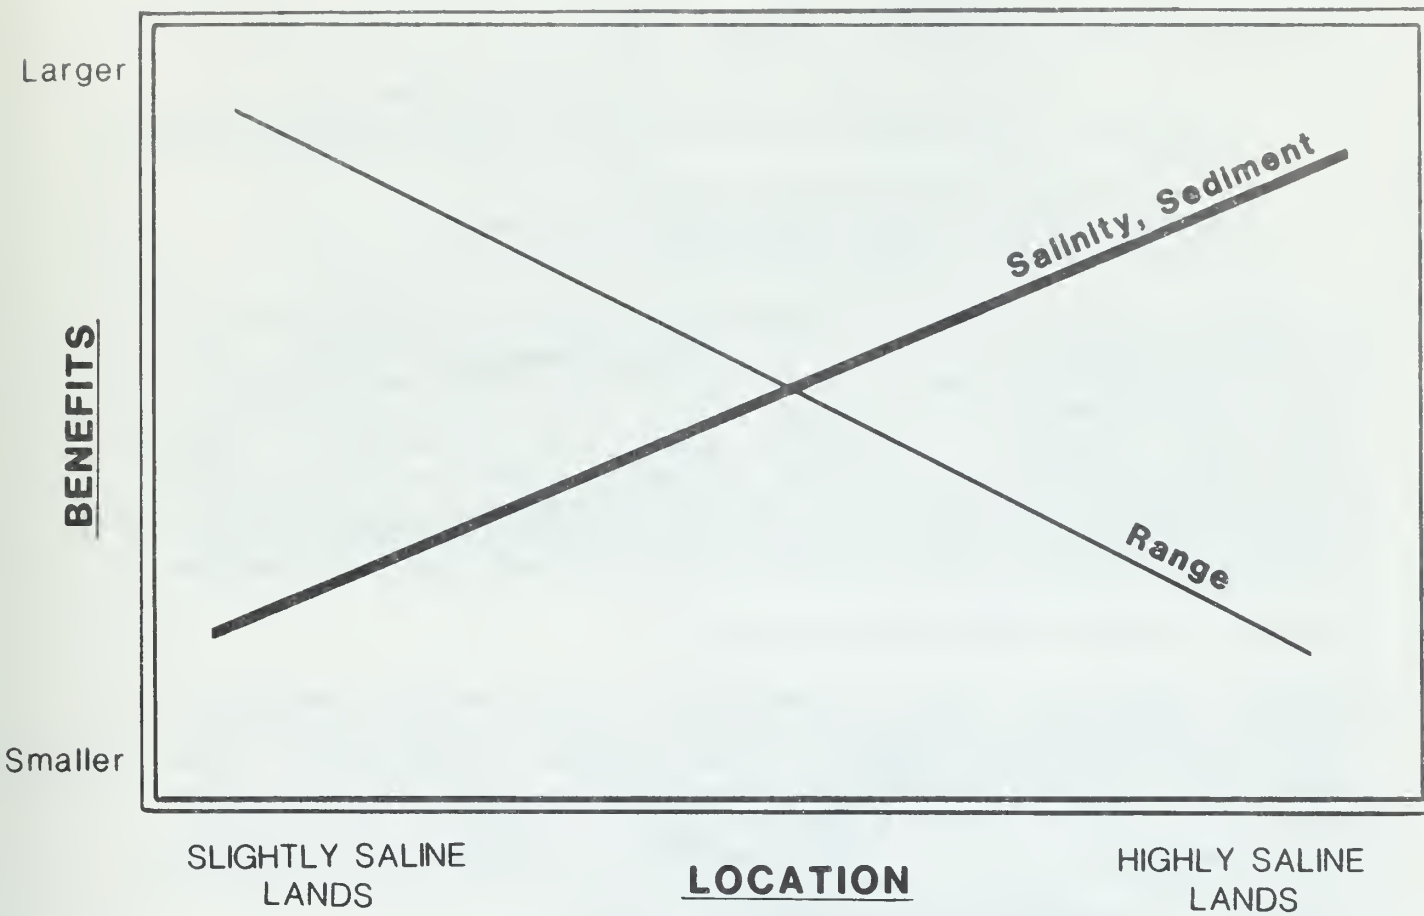 Larger
Salinity, Sediment
BENEFITS
Range
Smaller
SLIGHTLY SALINE
LANDS
LOCATION
HIGHLY SALINE
LANDS